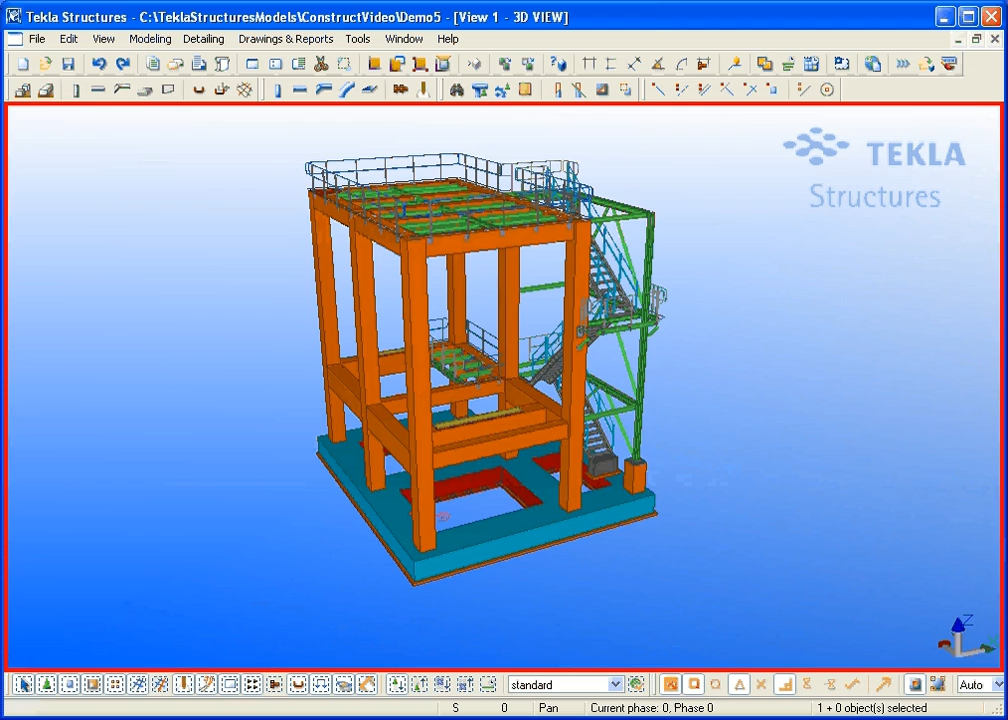 Tekla Structures - C:\TeklaStructuresModels\ConstructVideo\Demo5 - [View 1 - 3D VIEW]
File Edit View Modeling Detailing Drawings & Reports Tools Window Help
TEKLA
Structures
Z
standard
Auto
S 0 Pan Current phase: 0, Phase 0 1 + 0 object(s) selected